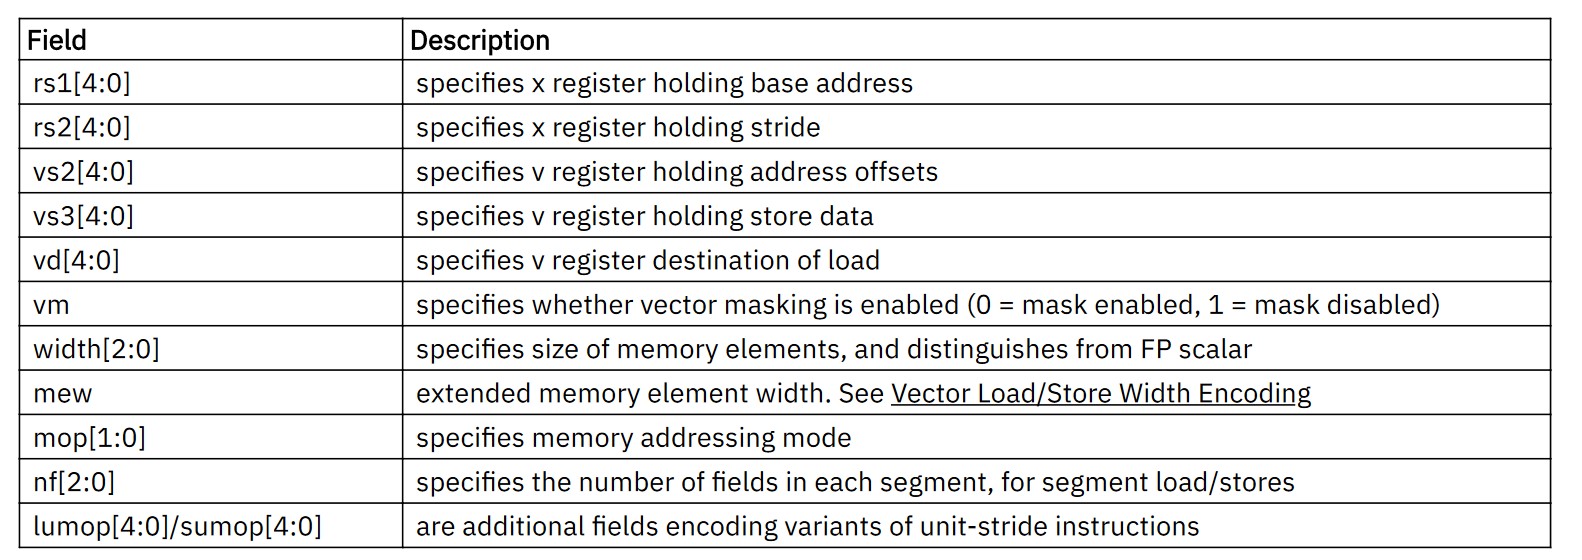 Field Description
rs1[4:0] specifies x register holding base address
rs2[4:0] specifies x register holding stride
vs2[4:0] specifies v register holding address offsets
vs3[4:0] specifies v register holding store data
vd[4:0] specifies v register destination of load
vm specifies whether vector masking is enabled (0 = mask enabled, 1 = mask disabled)
width[2:0] specifies size of memory elements, and distinguishes from FP scalar
mew extended memory element width. See Vector Load/Store Width Encoding
mop[1:0] specifies memory addressing mode
nf[2:0] specifies the number of fields in each segment, for segment load/stores
lumop[4:0]/sumop[4:0] are additional fields encoding variants of unit-stride instructions